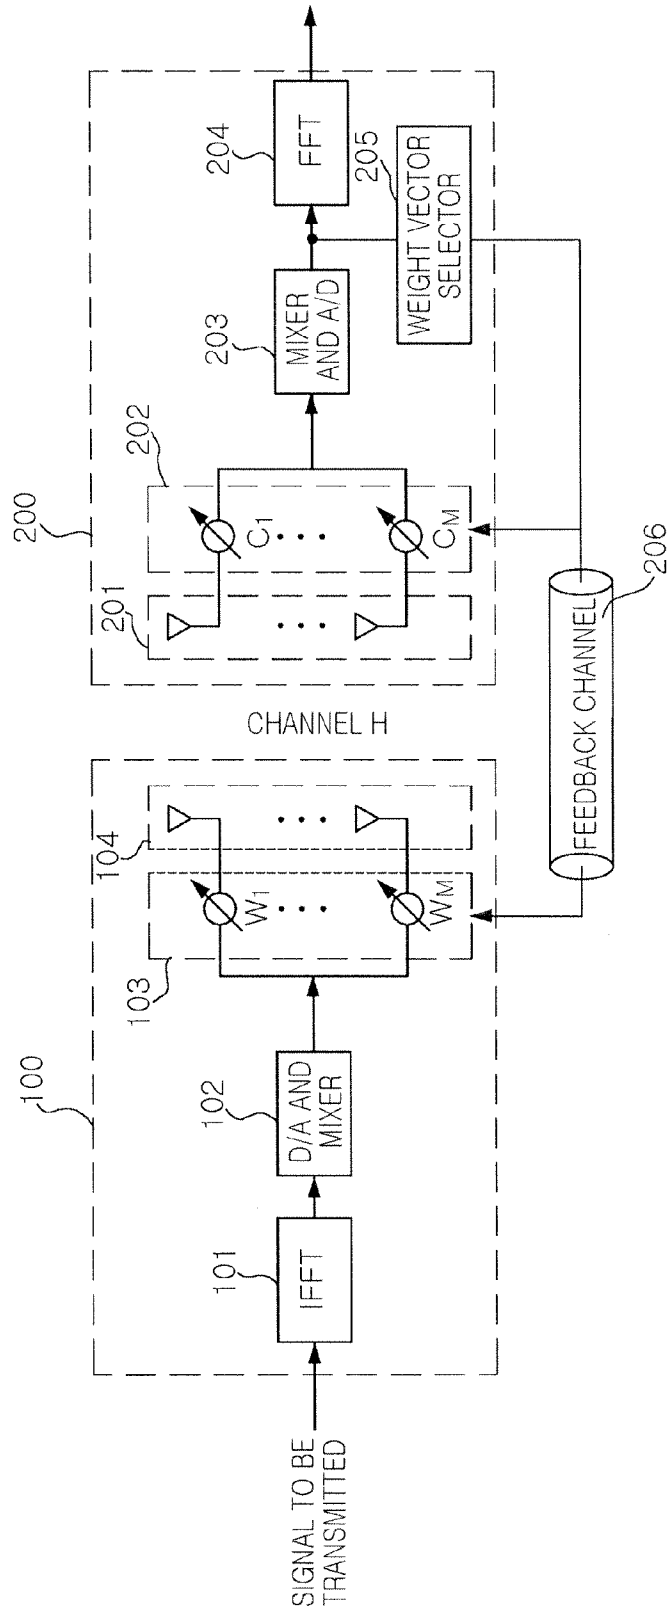 100
200
SIGNAL TO BE
TRANSMITTED
101
IFFT
102
D/A AND
MIXER
103
W1
• • •
WM
104
CHANNEL H
201
• • •
• • •
202
C1
• • •
CM
203
MIXER
AND A/D
204
FFT
205
WEIGHT VECTOR
SELECTOR
FEEDBACK CHANNEL
206